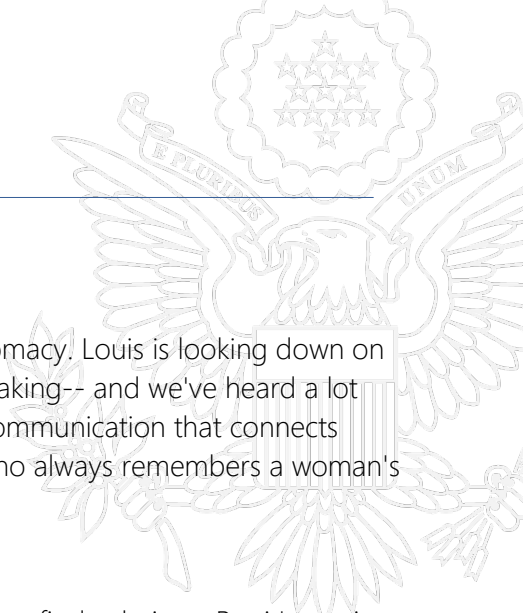 E PLURIBUS UNUM
omacy. Louis is looking down on
aking-- and we've heard a lot
ommunication that connects
no always remembers a woman's